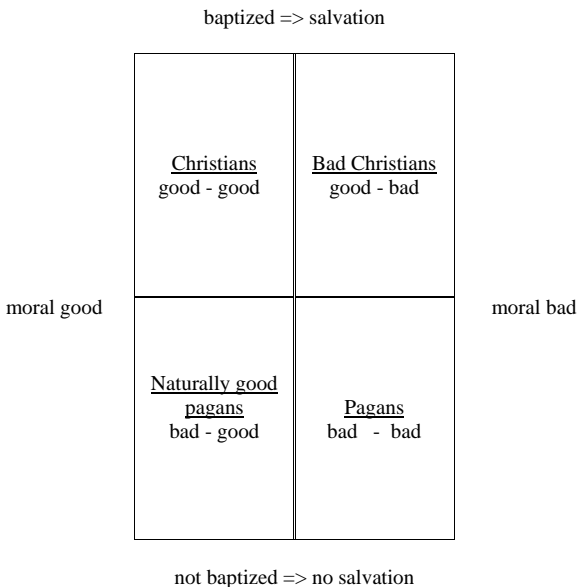 baptized => salvation
Christians
good - good
Bad Christians
good - bad
moral good
moral bad
Naturally good
pagans
bad - good
Pagans
bad - bad
not baptized => no salvation